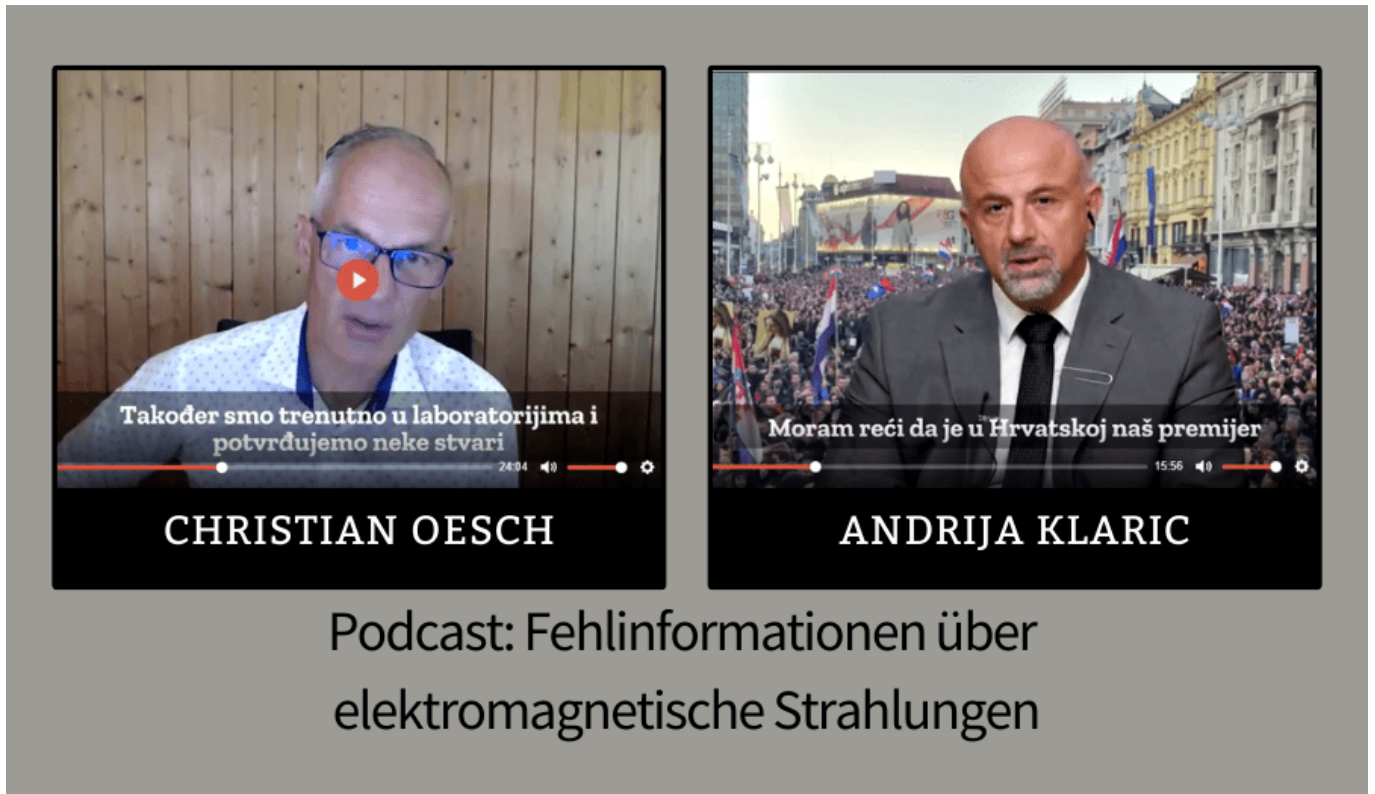 Također smo trenutno u laboratorijima i
potvrđujemo neke stvari
24:04
CHRISTIAN OESCH
Moram reći da je u Hrvatskoj naš premijer
15:56
ANDRIJA KLARIC
Podcast: Fehlinformationen über
elektromagnetische Strahlungen